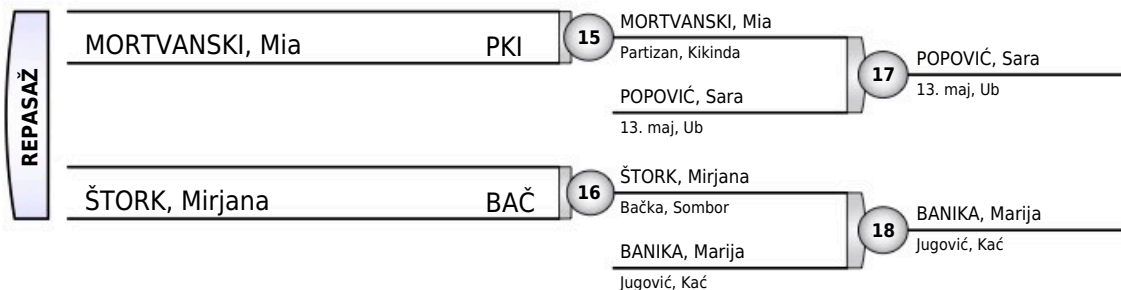 REPASAŽ
MORTVANSKI, Mia PKI
15
MORTVANSKI, Mia
Partizan, Kikinda
POPOVIĆ, Sara
13. maj, Ub
17
POPOVIĆ, Sara
13. maj, Ub
ŠTORK, Mirjana BAČ
16
ŠTORK, Mirjana
Bačka, Sombor
BANIKA, Marija
Jugović, Kać
18
BANIKA, Marija
Jugović, Kać